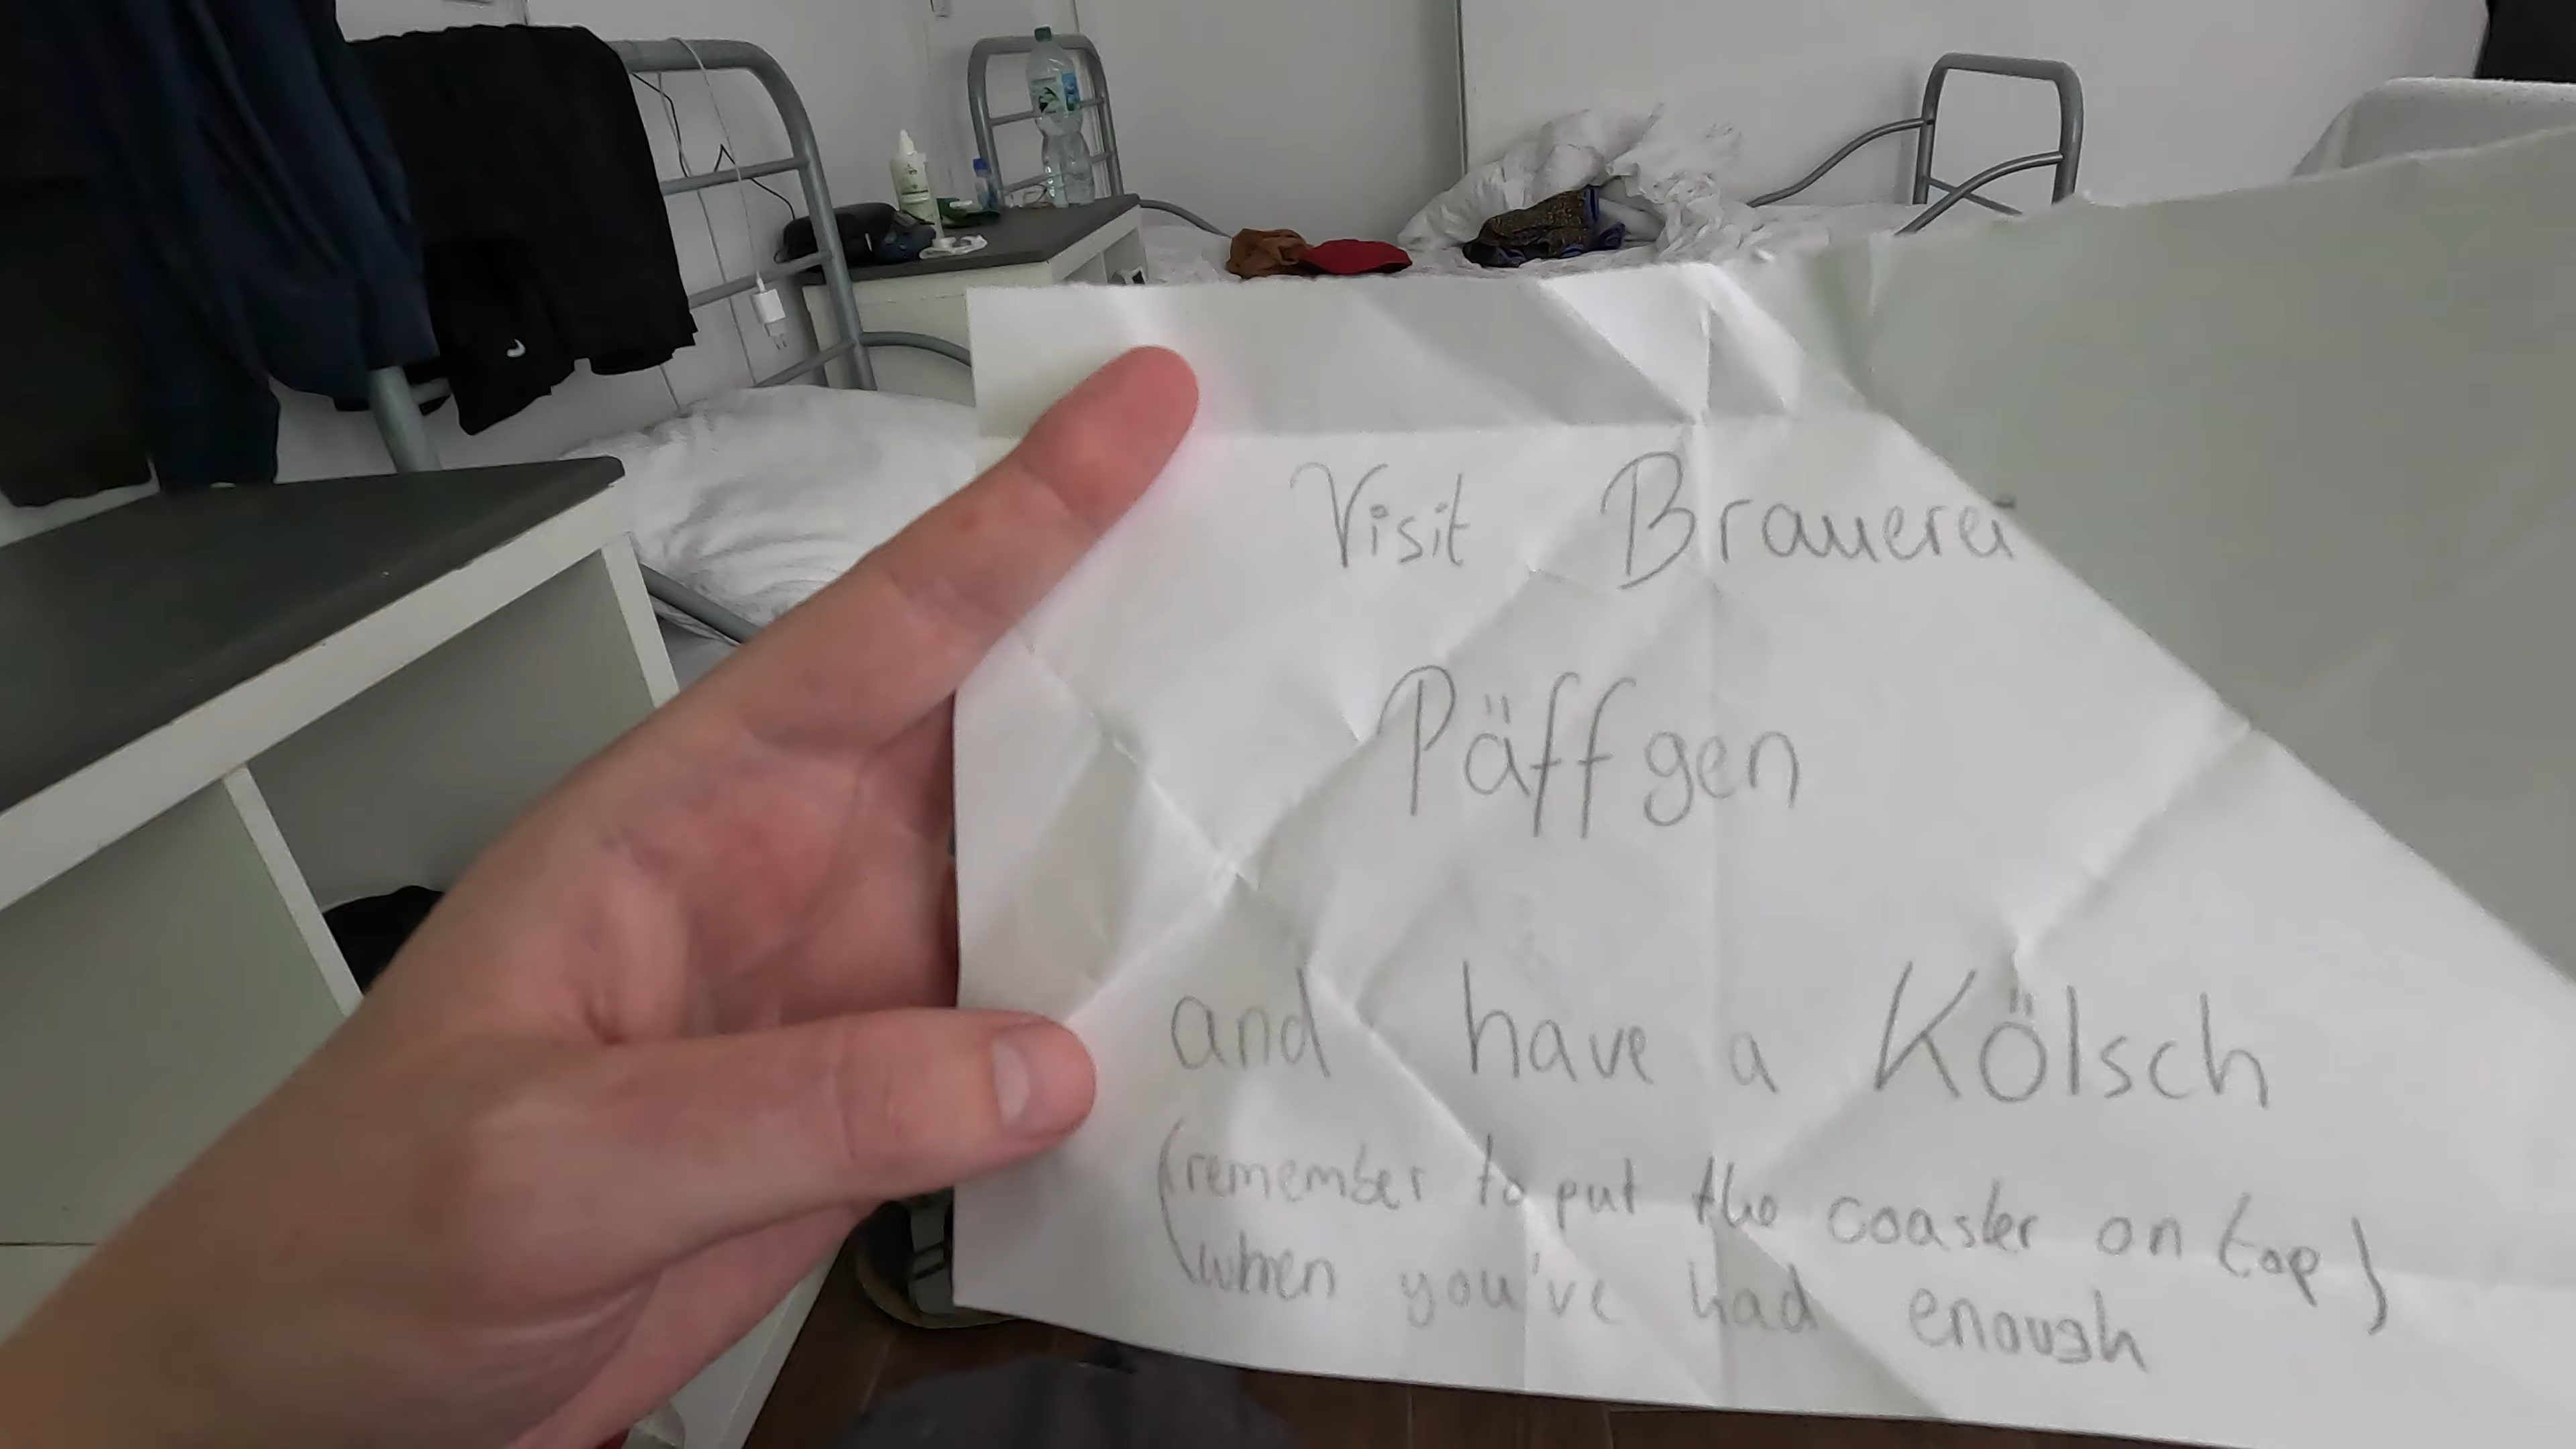 Visit Brauerei
Päffgen
and have a Kölsch
(remember to put the coaster on top)
when you've had enough